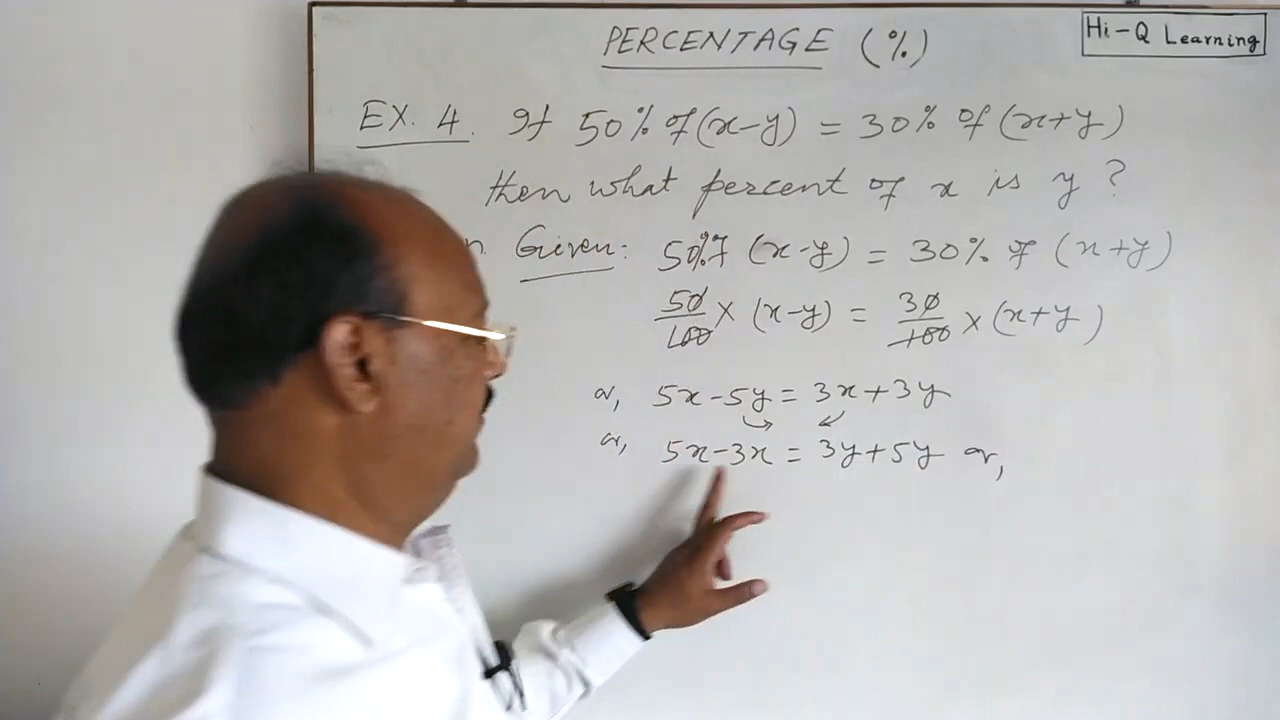 PERCENTAGE (%)
Hi-Q Learning
EX. 4. If 50% of (x-y) = 30% of (x+y)
then what percent of x is y ?
n. Given: 50% of (x-y) = 30% of (x+y)
50/100 × (x-y) = 30/100 × (x+y)
or, 5x-5y = 3x+3y
or, 5x-3x = 3y+5y or,